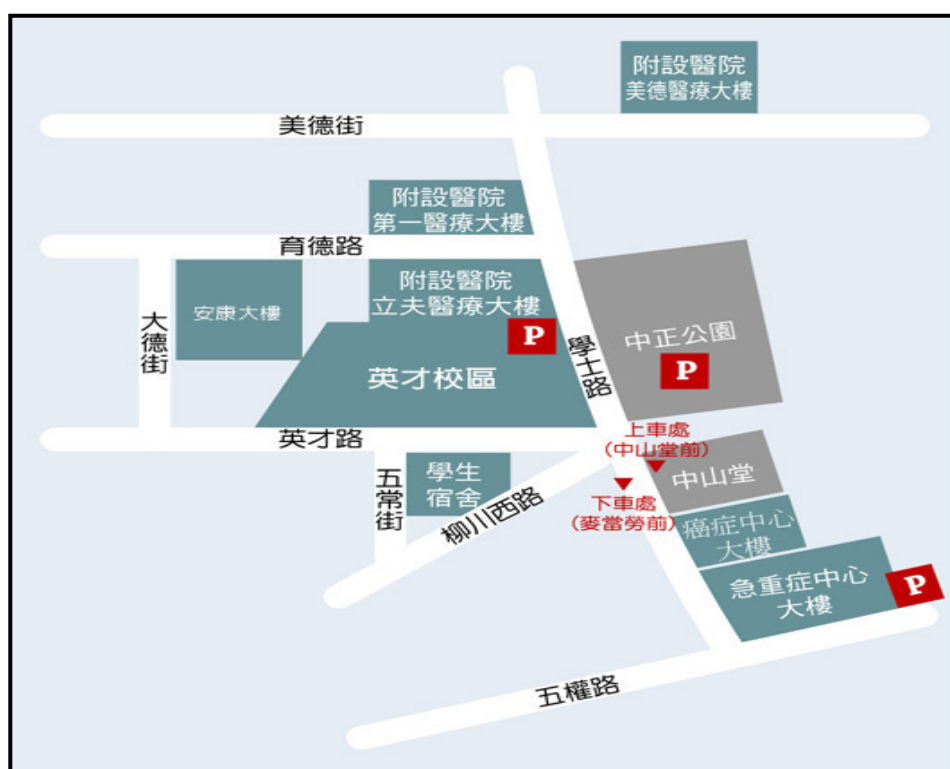 附設醫院
美德醫療大樓
美德街
附設醫院
第一醫療大樓
育德路
附設醫院
立夫醫療大樓
安康大樓
大德街
P
學士路
中正公園
P
英才校區
英才路
上車處
(中山堂前)
中山堂
五常街
學生
宿舍
柳川西路
下車處
(麥當勞前)
癌症中心
大樓
急重症中心
大樓
P
五權路